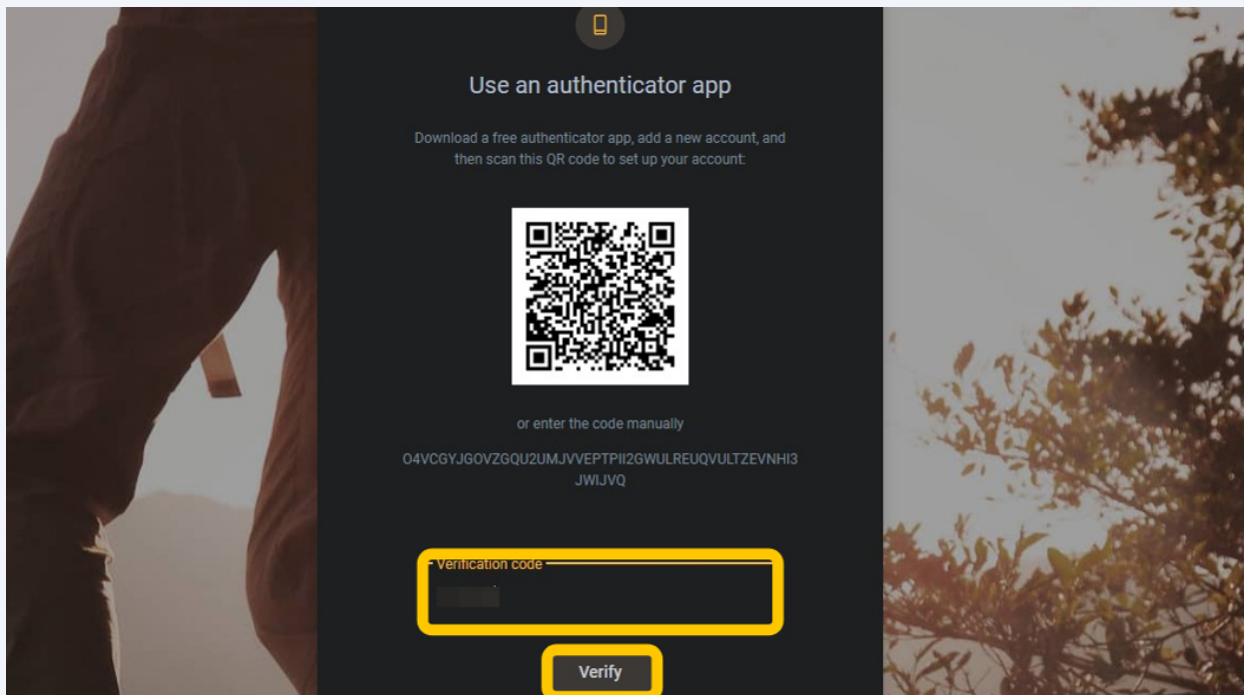 Use an authenticator app
Download a free authenticator app, add a new account, and
then scan this QR code to set up your account:
or enter the code manually
O4VCGYJGOVZGQU2UMJVVEPTPII2GWULREUQVULTZEVNHI3
JWIJVQ
Verification code
Verify